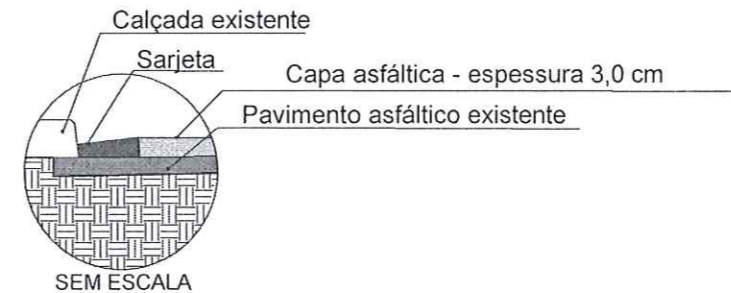 Calçada existente
Sarjeta
Capa asfáltica - espessura 3,0 cm
Pavimento asfáltico existente
SEM ESCALA